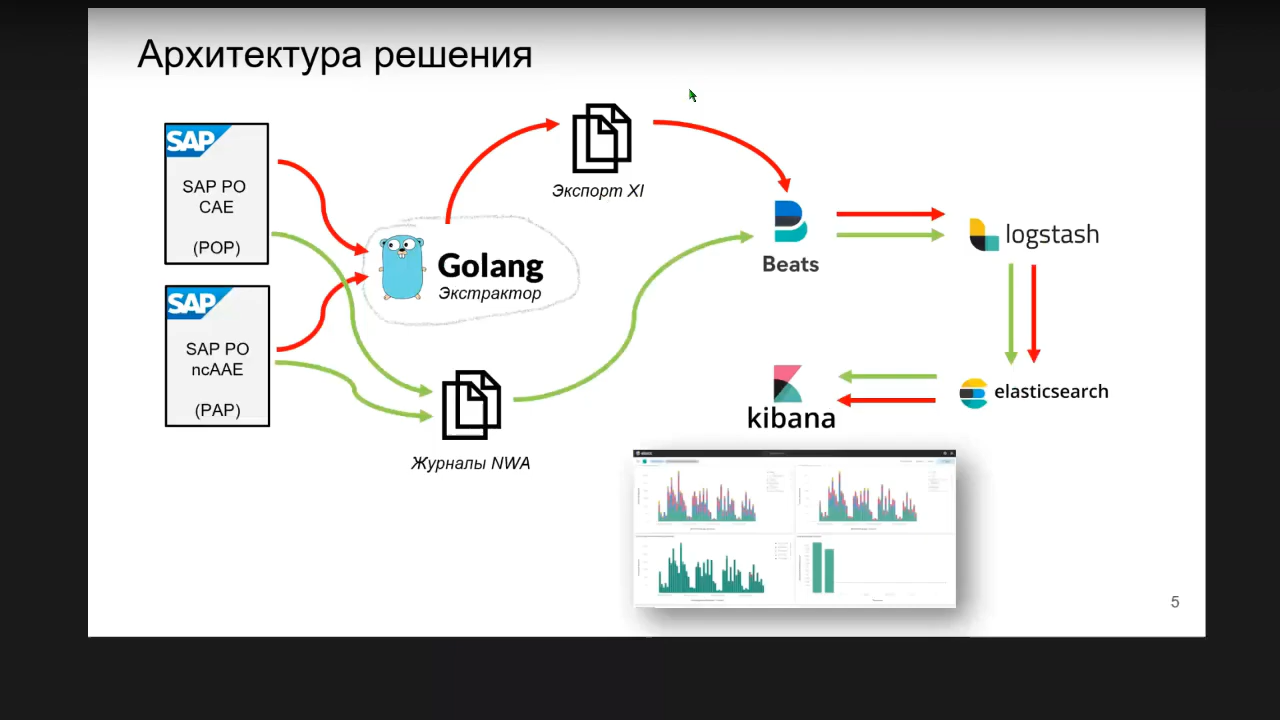 Архитектура решения
SAP
SAP PO
CAE
(POP)
SAP
SAP PO
ncAAE
(PAP)
Golang
Экстрактор
Экспорт XI
Журналы NWA
Beats
logstash
elasticsearch
kibana
5